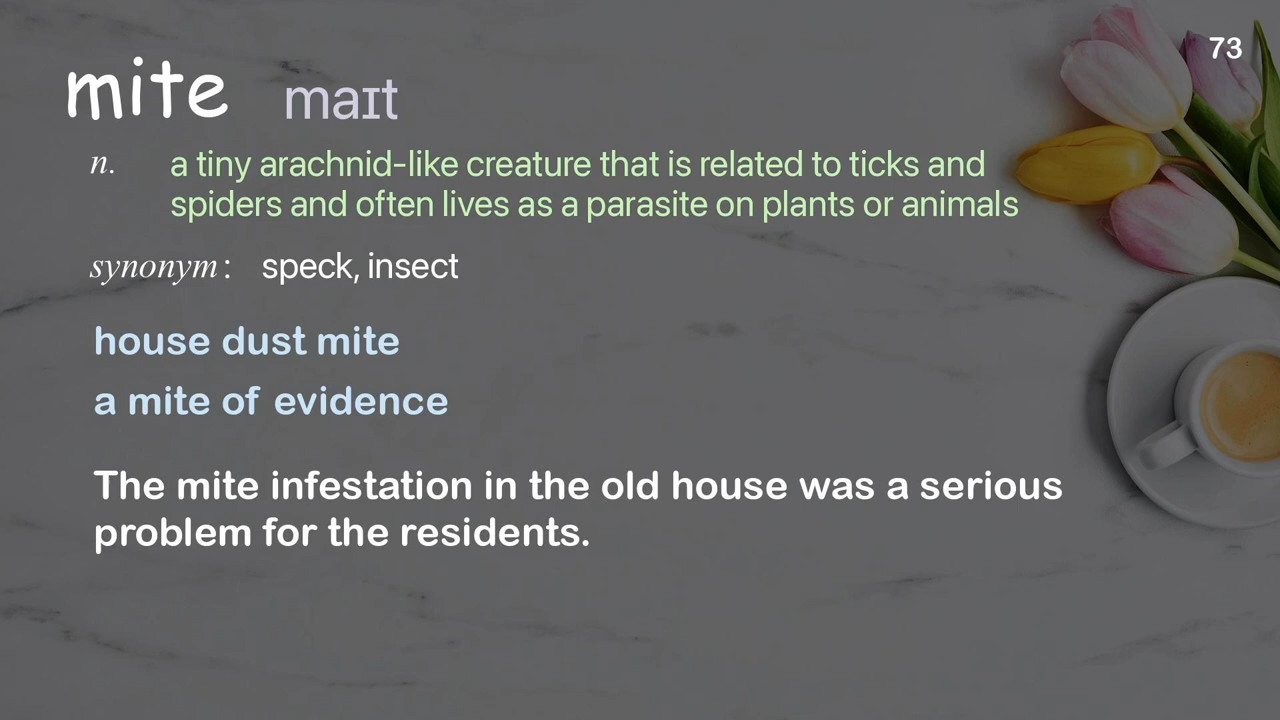 73
mite maɪt
n. a tiny arachnid-like creature that is related to ticks and
spiders and often lives as a parasite on plants or animals
synonym: speck, insect
house dust mite
a mite of evidence
The mite infestation in the old house was a serious
problem for the residents.